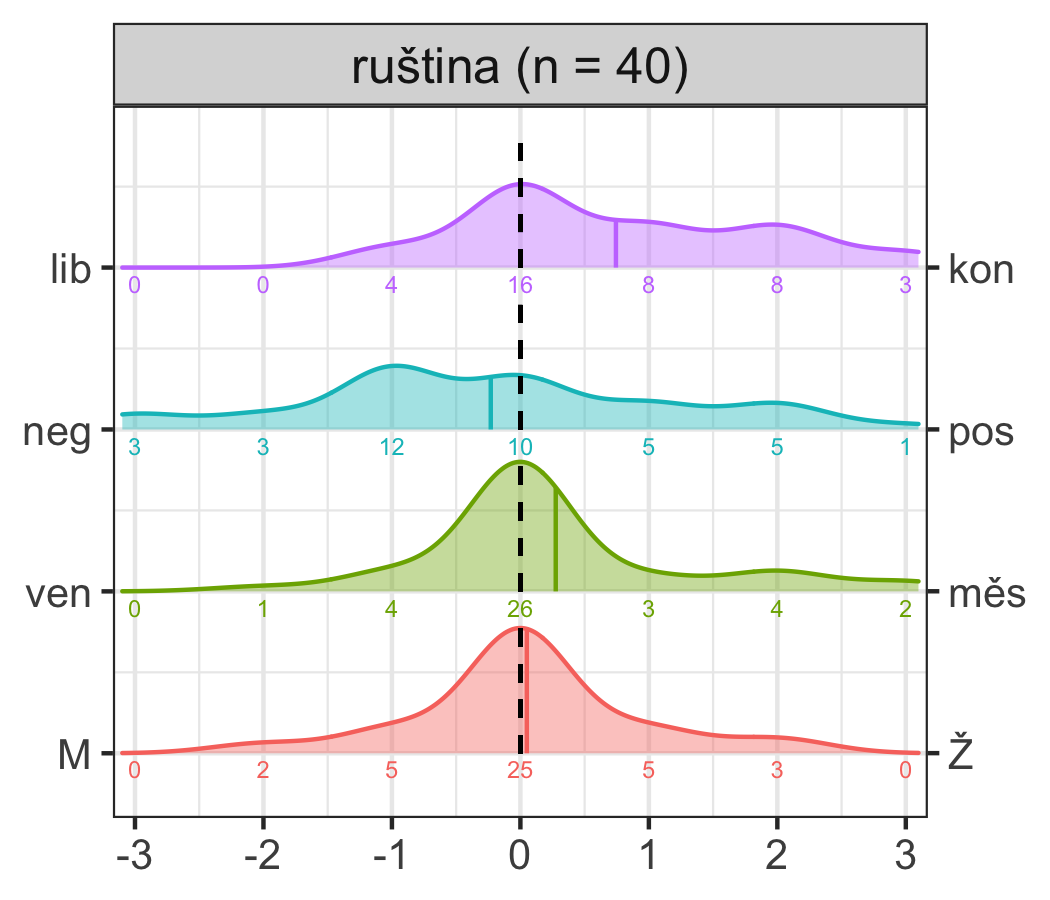 ruština (n = 40)
lib kon
0 0 4 16 8 8 3
neg pos
3 3 12 10 5 5 1
ven měs
0 1 4 26 3 4 2
M Ž
0 2 5 25 5 3 0
-3 -2 -1 0 1 2 3